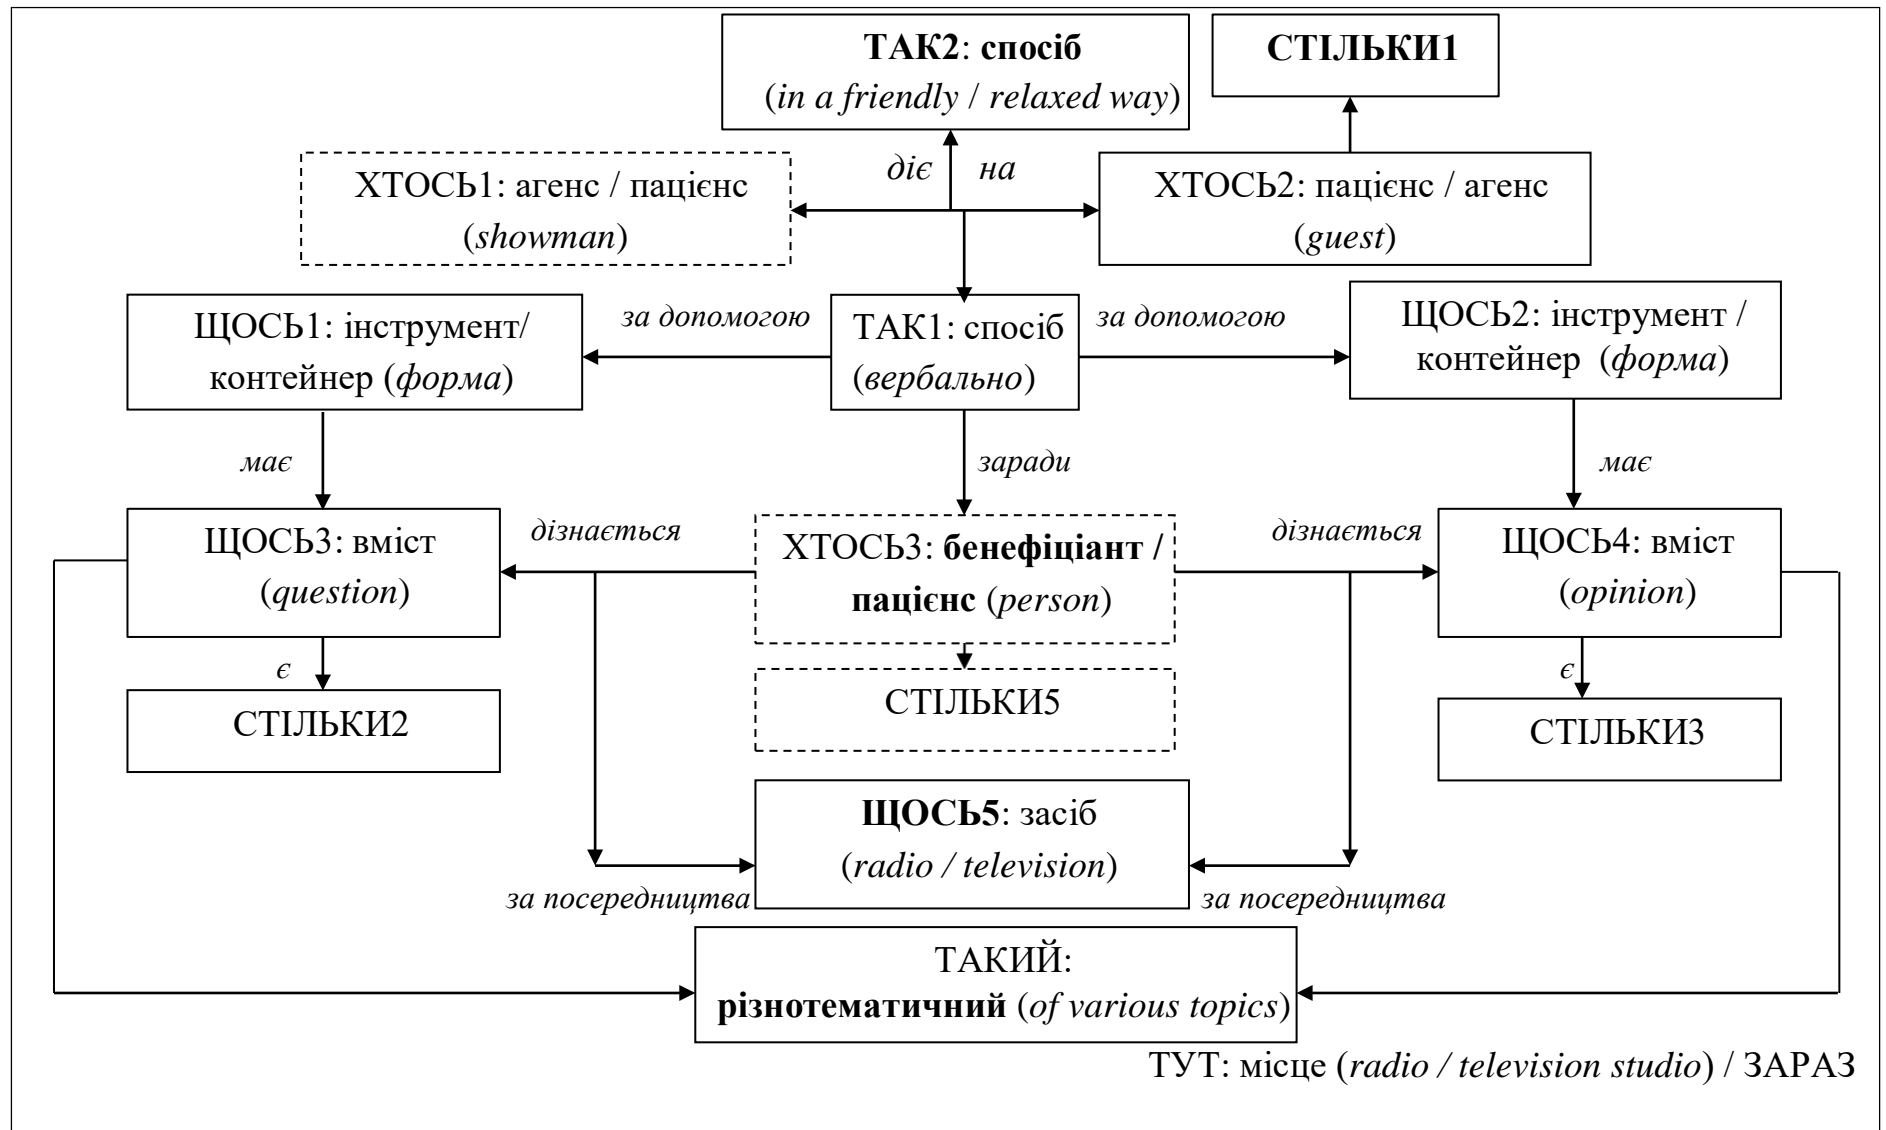 ТАК2: спосіб
(in a friendly / relaxed way)
СТІЛЬКИ1
ХТОСЬ1: агенс / пацієнс
(showman)
діє на
ХТОСЬ2: пацієнс / агенс
(guest)
ЩОСЬ1: інструмент/
контейнер (форма)
за допомогою
ТАК1: спосіб
(вербально)
за допомогою
ЩОСЬ2: інструмент /
контейнер (форма)
має
заради
має
ЩОСЬ3: вміст
(question)
дізнається
ХТОСЬ3: бенефіціант /
пацієнс (person)
дізнається
ЩОСЬ4: вміст
(opinion)
є
є
СТІЛЬКИ2
СТІЛЬКИ5
СТІЛЬКИ3
ЩОСЬ5: засіб
(radio / television)
за посередництва
за посередництва
ТАКИЙ:
різнотематичний (of various topics)
ТУТ: місце (radio / television studio) / ЗАРАЗ